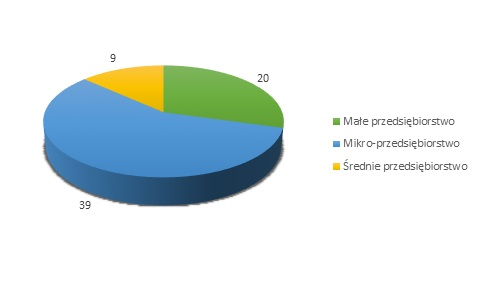 9
20
Małe przedsiębiorstwo
Mikro-przedsiębiorstwo
Średnie przedsiębiorstwo
39